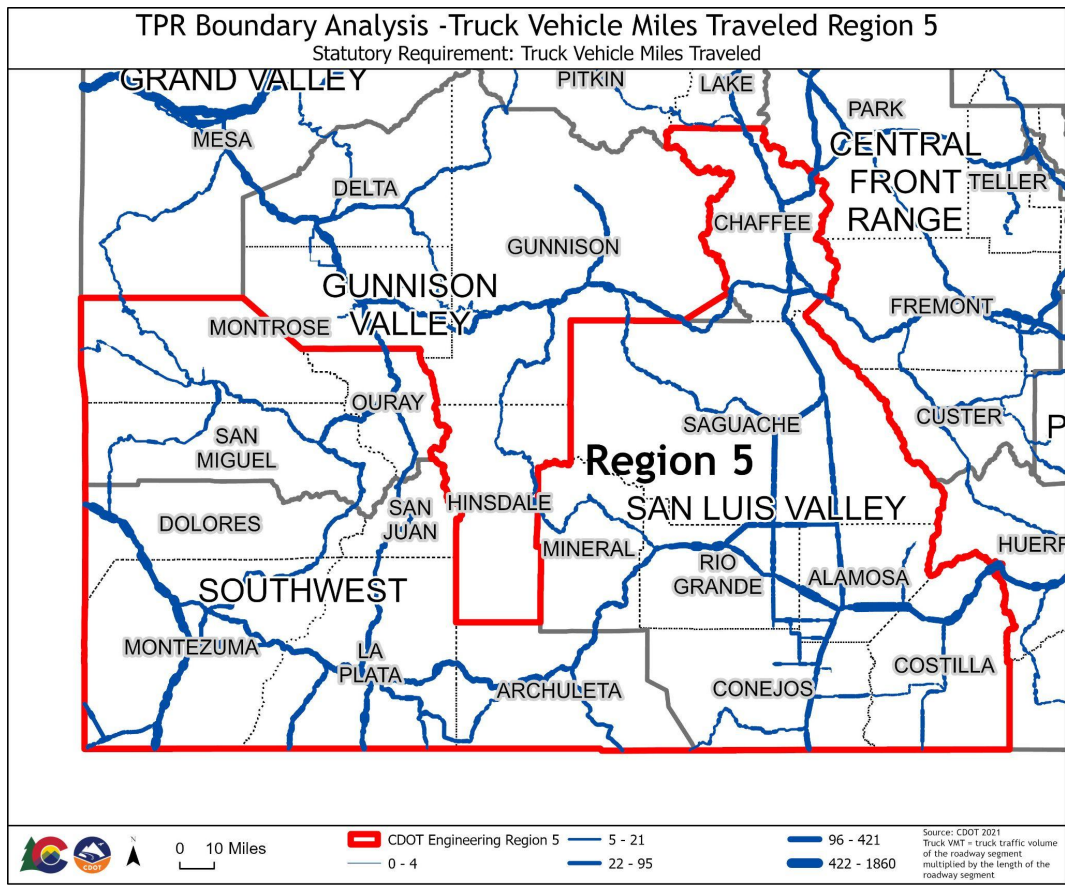 TPR Boundary Analysis -Truck Vehicle Miles Traveled Region 5
Statutory Requirement: Truck Vehicle Miles Traveled
GRAND VALLEY
PITKIN
LAKE
PARK
MESA
CENTRAL
FRONT
RANGE
TELLER
DELTA
CHAFFEE
GUNNISON
GUNNISON
VALLEY
FREMONT
MONTROSE
OURAY
CUSTER
SAGUACHE
SAN
MIGUEL
Region 5
P
HINSDALE
SAN LUIS VALLEY
SAN
JUAN
DOLORES
MINERAL
HUERF
RIO
GRANDE
ALAMOSA
SOUTHWEST
MONTEZUMA
LA
PLATA
ARCHULETA
CONEJOS
COSTILLA
CDOT
N
0 10 Miles
CDOT Engineering Region 5
0 - 4
5 - 21
22 - 95
96 - 421
422 - 1860
Source: CDOT 2021
Truck VMT = truck traffic volume
of the roadway segment
multiplied by the length of the
roadway segment